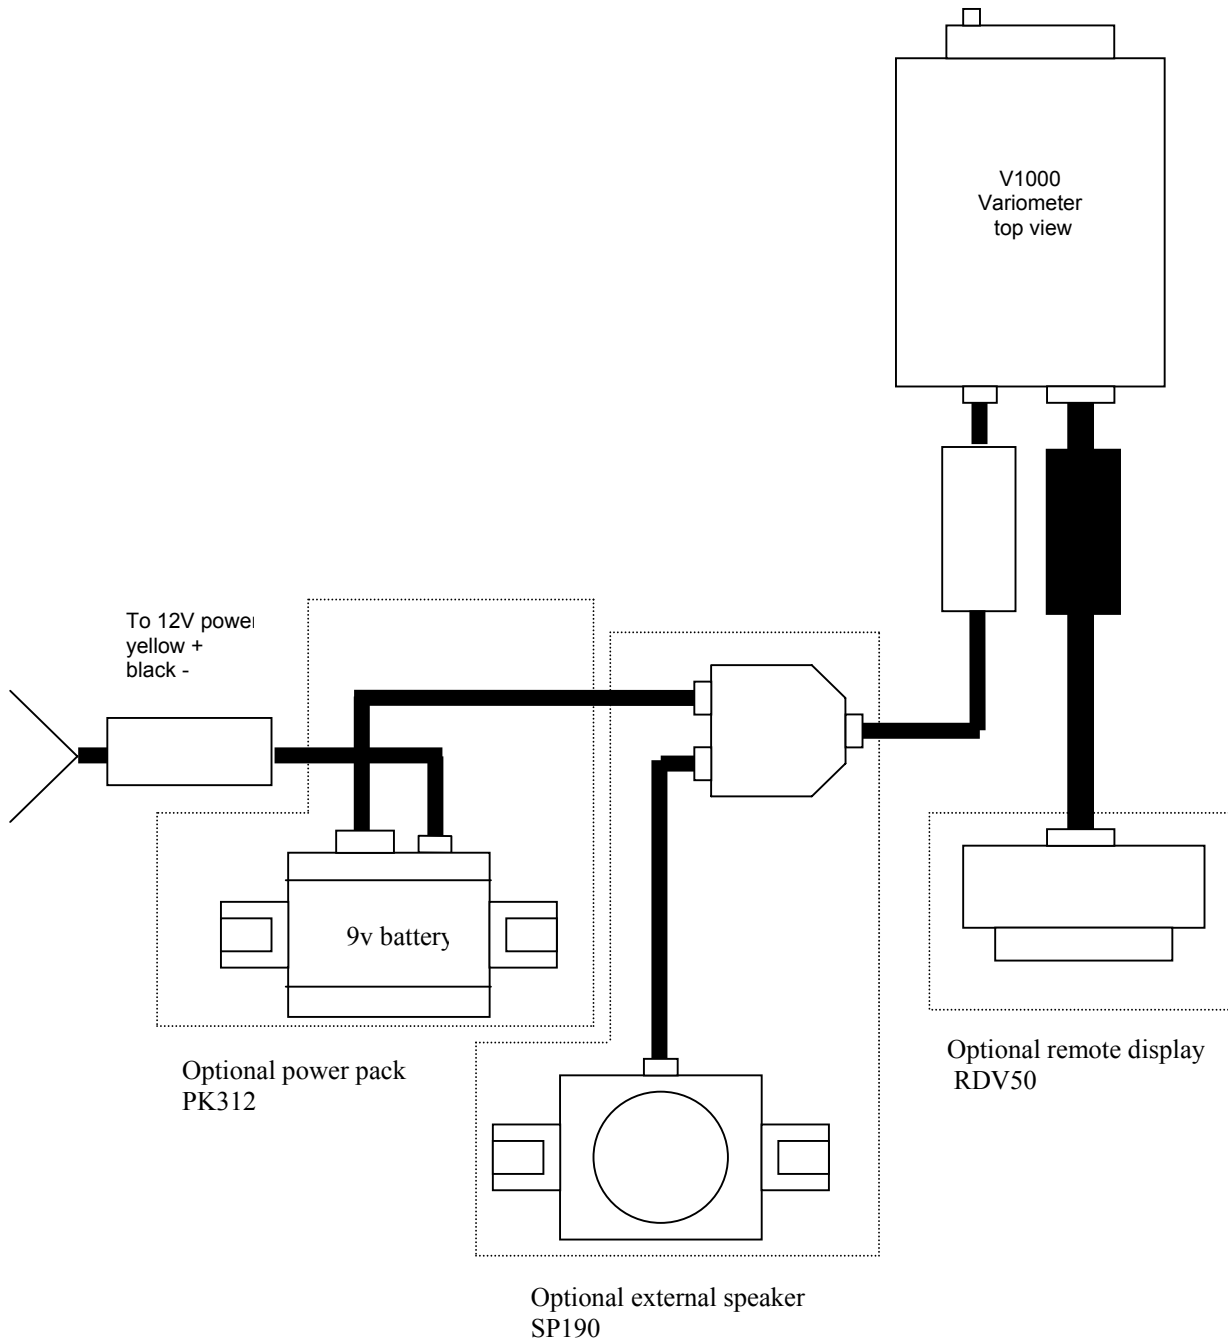 V1000
Variometer
top view
To 12V power
yellow +
black -
9v battery
Optional power pack
PK312
Optional remote display
RDV50
Optional external speaker
SP190